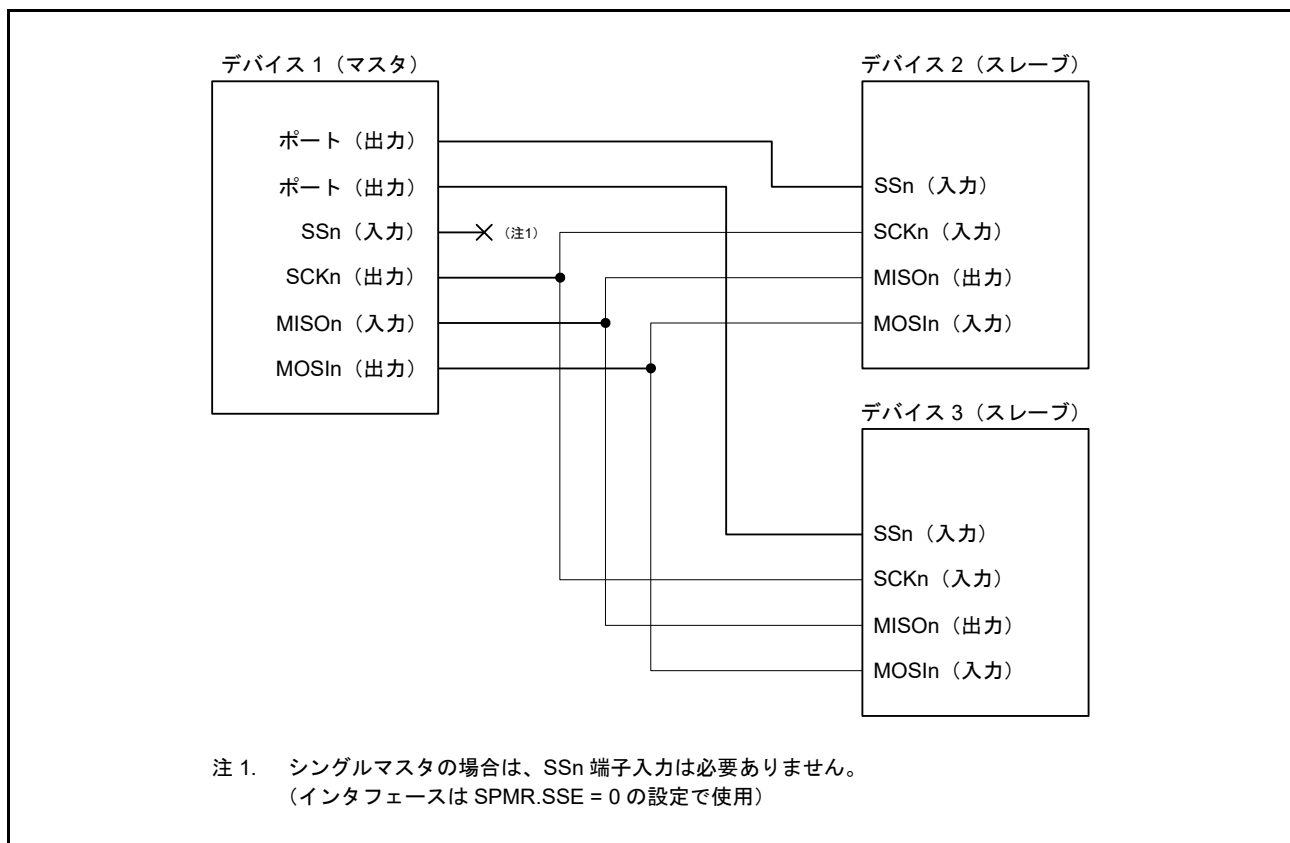 デバイス 1（マスタ）
ポート（出力）
ポート（出力）
SSn（入力）
（注1）
SCKn（出力）
MISOn（入力）
MOSIn（出力）
デバイス 2（スレーブ）
SSn（入力）
SCKn（入力）
MISOn（出力）
MOSIn（入力）
デバイス 3（スレーブ）
SSn（入力）
SCKn（入力）
MISOn（出力）
MOSIn（入力）
注 1. シングルマスタの場合は、SSn 端子入力は必要ありません。
（インタフェースは SPMR.SSE = 0 の設定で使用）